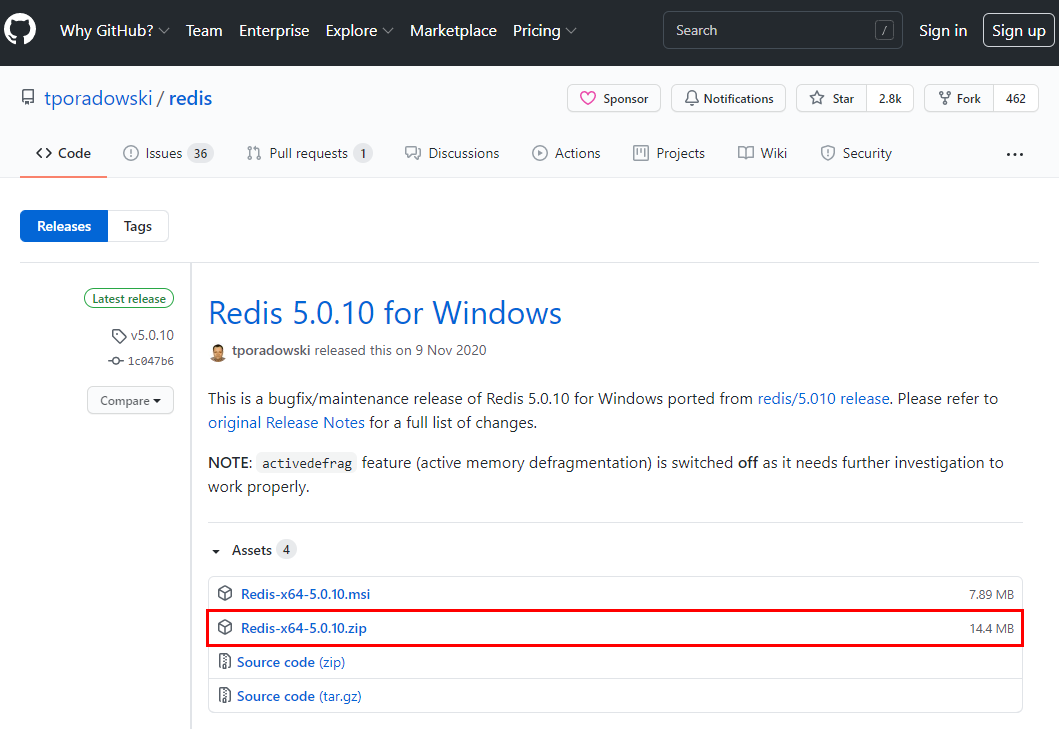 Why GitHub? Team Enterprise Explore Marketplace Pricing Search / Sign in Sign up
tporadowski / redis Sponsor Notifications Star 2.8k Fork 462
Code Issues 36 Pull requests 1 Discussions Actions Projects Wiki Security ...
Releases Tags
Latest release
v5.0.10
1c047b6
Compare
Redis 5.0.10 for Windows
tporadowski released this on 9 Nov 2020
This is a bugfix/maintenance release of Redis 5.0.10 for Windows ported from redis/5.010 release. Please refer to
original Release Notes for a full list of changes.
NOTE: activedefrag feature (active memory defragmentation) is switched off as it needs further investigation to
work properly.
Assets 4
Redis-x64-5.0.10.msi 7.89 MB
Redis-x64-5.0.10.zip 14.4 MB
Source code (zip)
Source code (tar.gz)